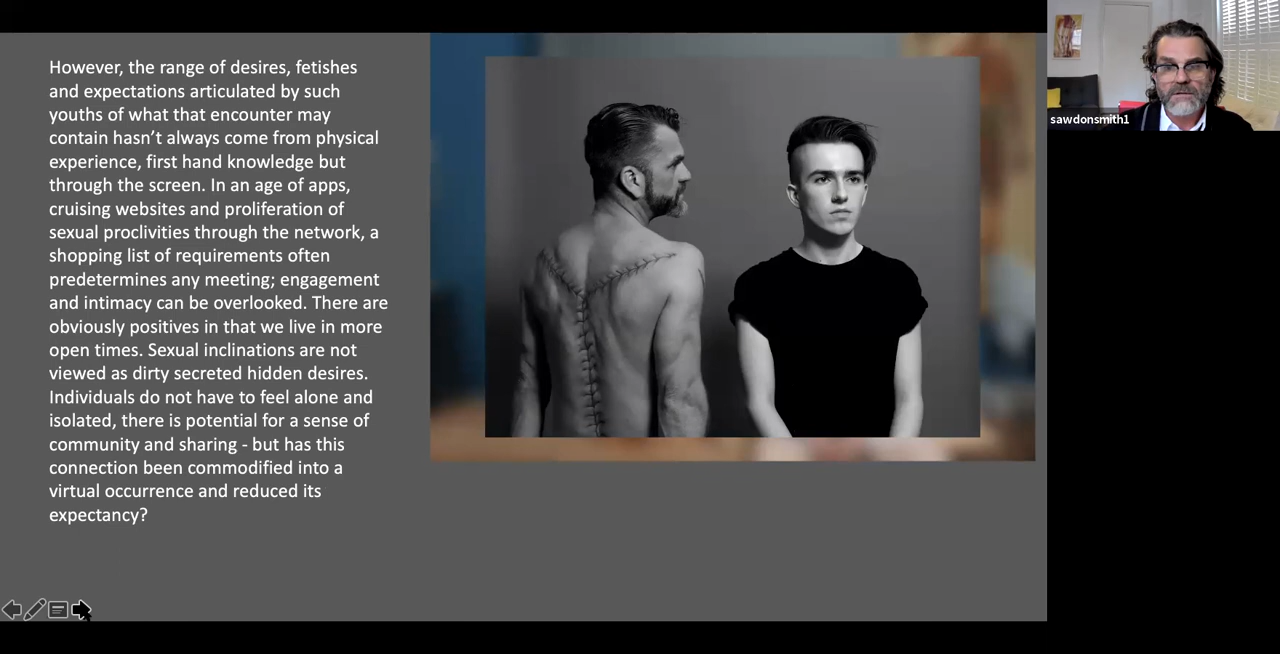 However, the range of desires, fetishes
and expectations articulated by such
youths of what that encounter may
contain hasn’t always come from physical
experience, first hand knowledge but
through the screen. In an age of apps,
cruising websites and proliferation of
sexual proclivities through the network, a
shopping list of requirements often
predetermines any meeting; engagement
and intimacy can be overlooked. There are
obviously positives in that we live in more
open times. Sexual inclinations are not
viewed as dirty secreted hidden desires.
Individuals do not have to feel alone and
isolated, there is potential for a sense of
community and sharing - but has this
connection been commodified into a
virtual occurrence and reduced its
expectancy?
sawdonsmith1